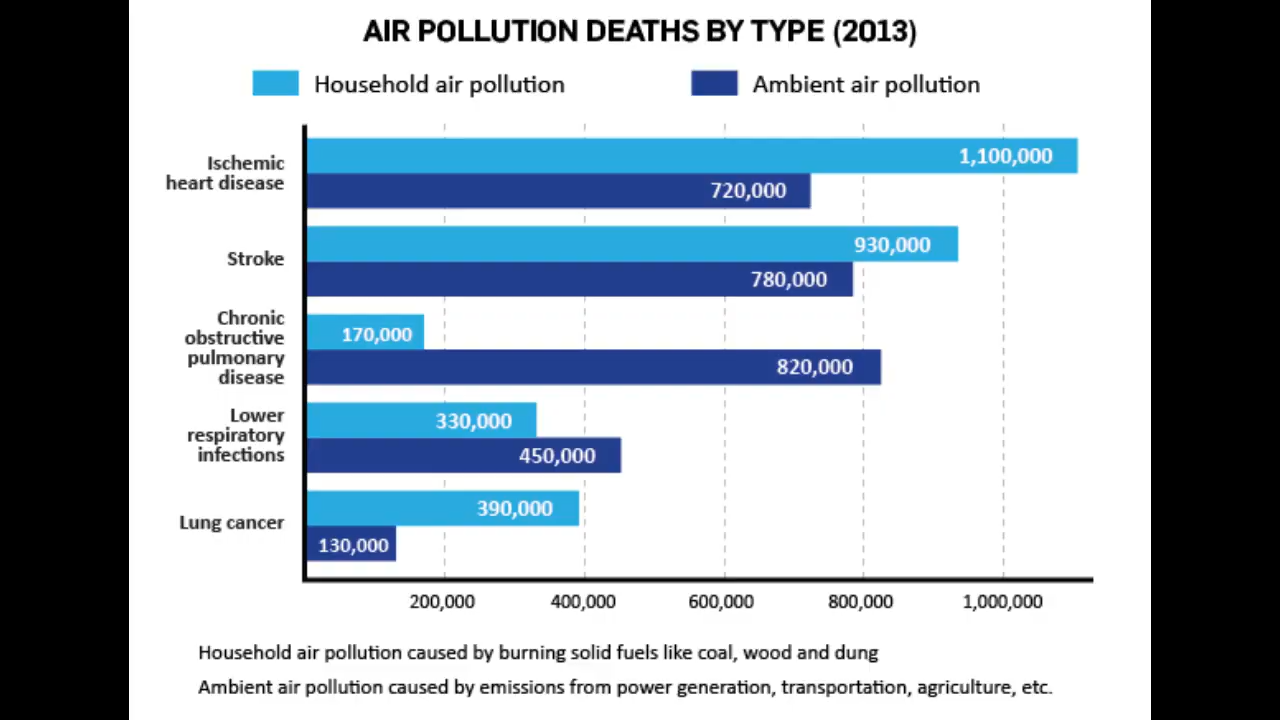 AIR POLLUTION DEATHS BY TYPE (2013)
Household air pollution
Ambient air pollution
Ischemic
heart disease
1,100,000
720,000
Stroke
930,000
780,000
Chronic
obstructive
pulmonary
disease
170,000
820,000
Lower
respiratory
infections
330,000
450,000
Lung cancer
390,000
130,000
200,000
400,000
600,000
800,000
1,000,000
Household air pollution caused by burning solid fuels like coal, wood and dung
Ambient air pollution caused by emissions from power generation, transportation, agriculture, etc.